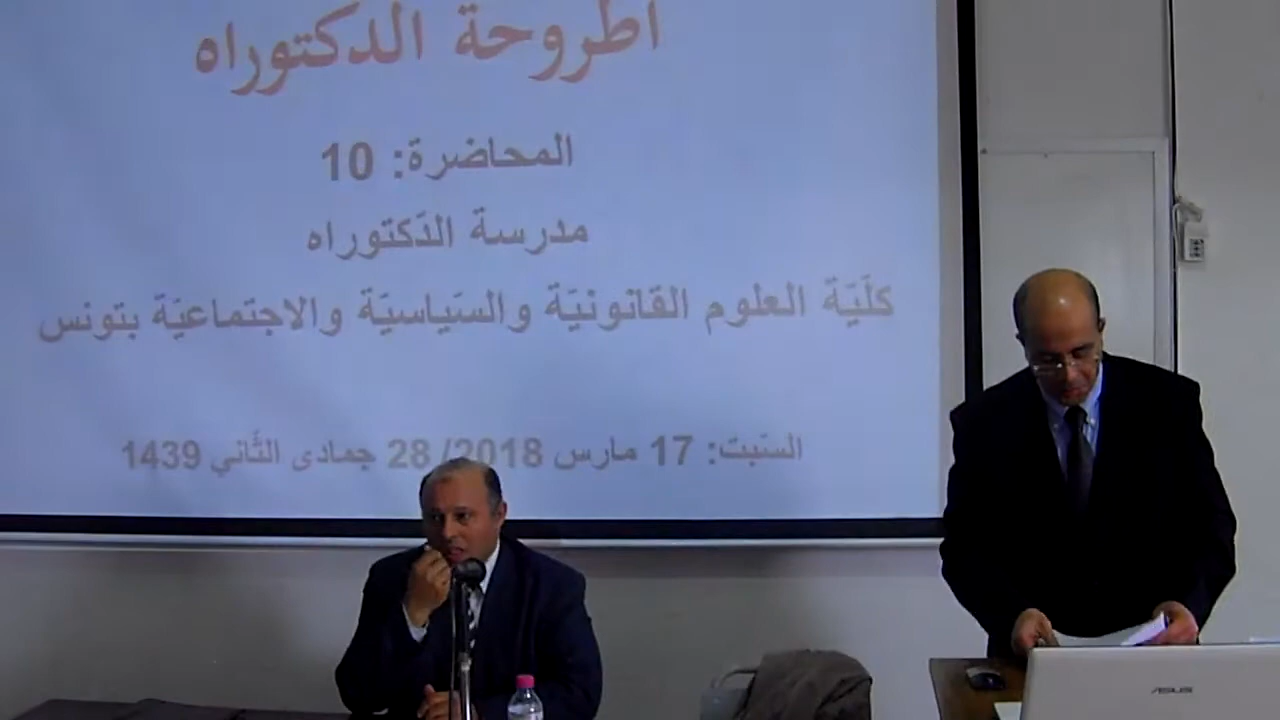 أطروحة الدكتوراه
المحاضرة: 10
مدرسة الدّكتوراه
كلّيّة العلوم القانونيّة والسّياسيّة والاجتماعيّة بتونس
السّبت: 17 مارس 2018/ 28 جمادى الثّاني 1439
ASUS